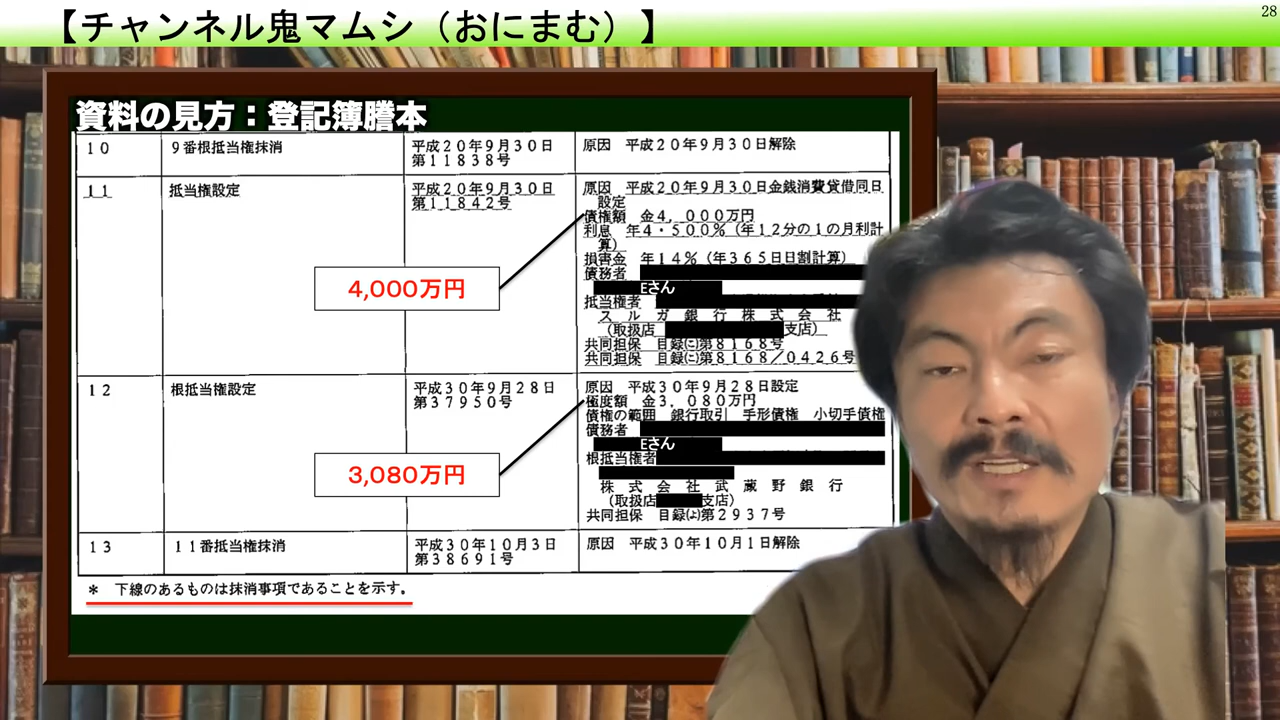 【チャンネル鬼マムシ（おにまむ）】
28
資料の見方：登記簿謄本
10
9番根抵当権抹消
平成20年9月30日
第11838号
原因　平成20年9月30日解除
11
抵当権設定
平成20年9月30日
第11842号
原因　平成20年9月30日金銭消費貸借同日
設定
債権額　金4，000万円
利息　年4・500％（年12分の1の月利計
算）
損害金　年14％（年365日日割計算）
債務者
Eさん
抵当権者
スルガ銀行株式会社
（取扱店　支店）
共同担保　目録㈡第8168号
共同担保　目録㈡第8168／0426号
4,000万円
12
根抵当権設定
平成30年9月28日
第37950号
原因　平成30年9月28日設定
極度額　金3，080万円
債権の範囲　銀行取引　手形債権　小切手債権
債務者
Eさん
根抵当権者
株式会社武蔵野銀行
（取扱店　支店）
共同担保　目録　第2937号
3,080万円
13
11番抵当権抹消
平成30年10月3日
第38691号
原因　平成30年10月1日解除
＊　下線のあるものは抹消事項であることを示す。